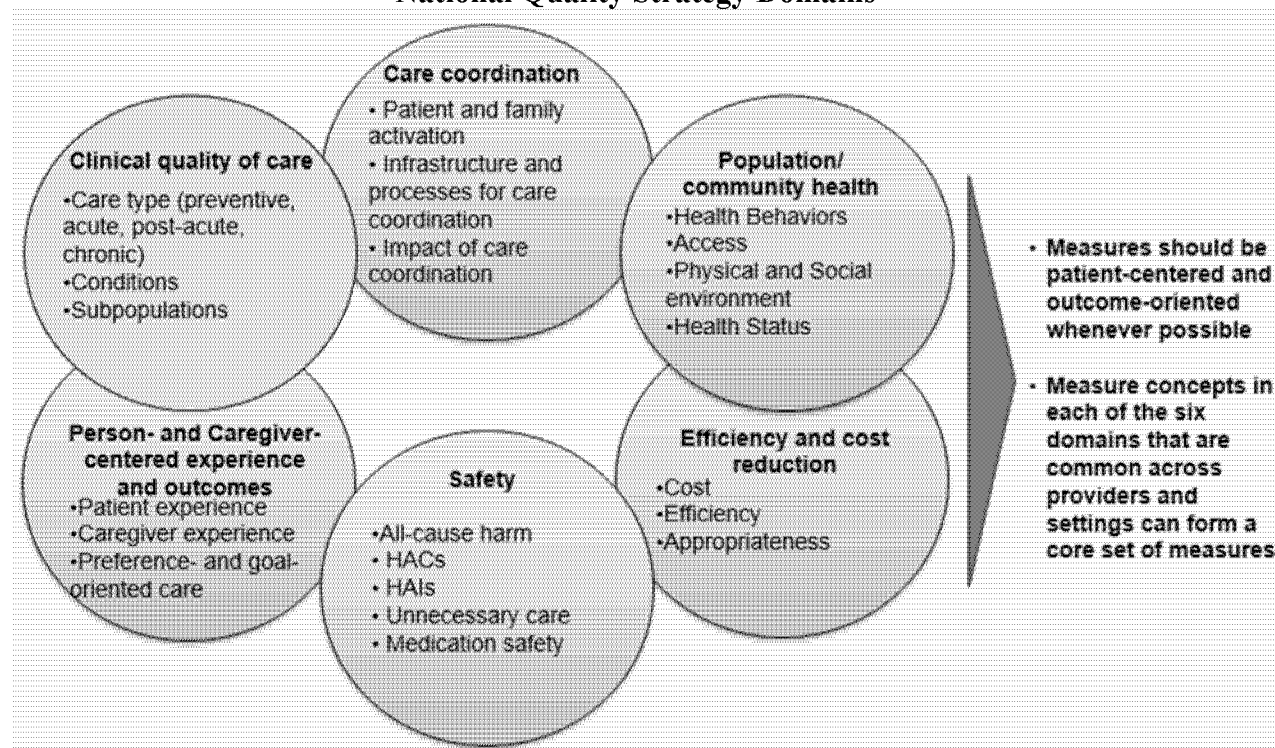 National Quality Strategy Domains
Care coordination
• Patient and family
activation
• Infrastructure and
processes for care
coordination
• Impact of care
coordination
Clinical quality of care
•Care type (preventive,
acute, post-acute,
chronic)
•Conditions
•Subpopulations
Population/
community health
•Health Behaviors
•Access
•Physical and Social
environment
•Health Status
Person- and Caregiver-
centered experience
and outcomes
•Patient experience
•Caregiver experience
•Preference- and goal-
oriented care
Safety
•All-cause harm
• HACs
• HAIs
• Unnecessary care
• Medication safety
Efficiency and cost
reduction
•Cost
•Efficiency
•Appropriateness
• Measures should be
patient-centered and
outcome-oriented
whenever possible
• Measure concepts in
each of the six
domains that are
common across
providers and
settings can form a
core set of measures